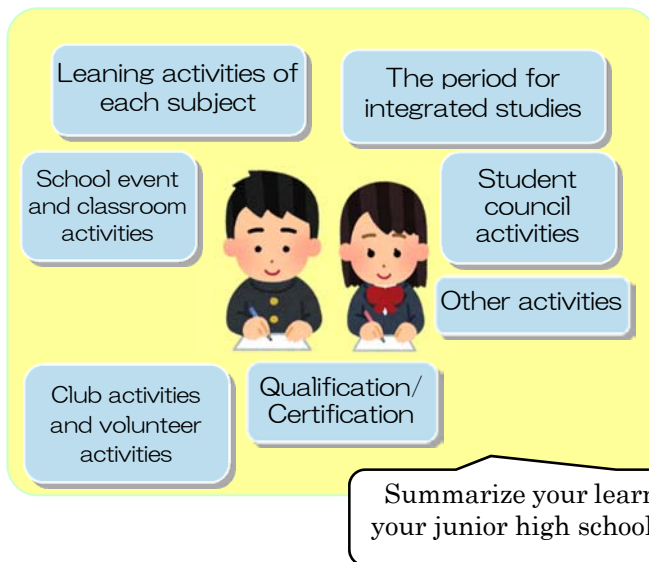 Leaning activities of
each subject
The period for
integrated studies
School event
and classroom
activities
Student
council
activities
Other activities
Club activities
and volunteer
activities
Qualification/
Certification
Summarize your learn
your junior high school